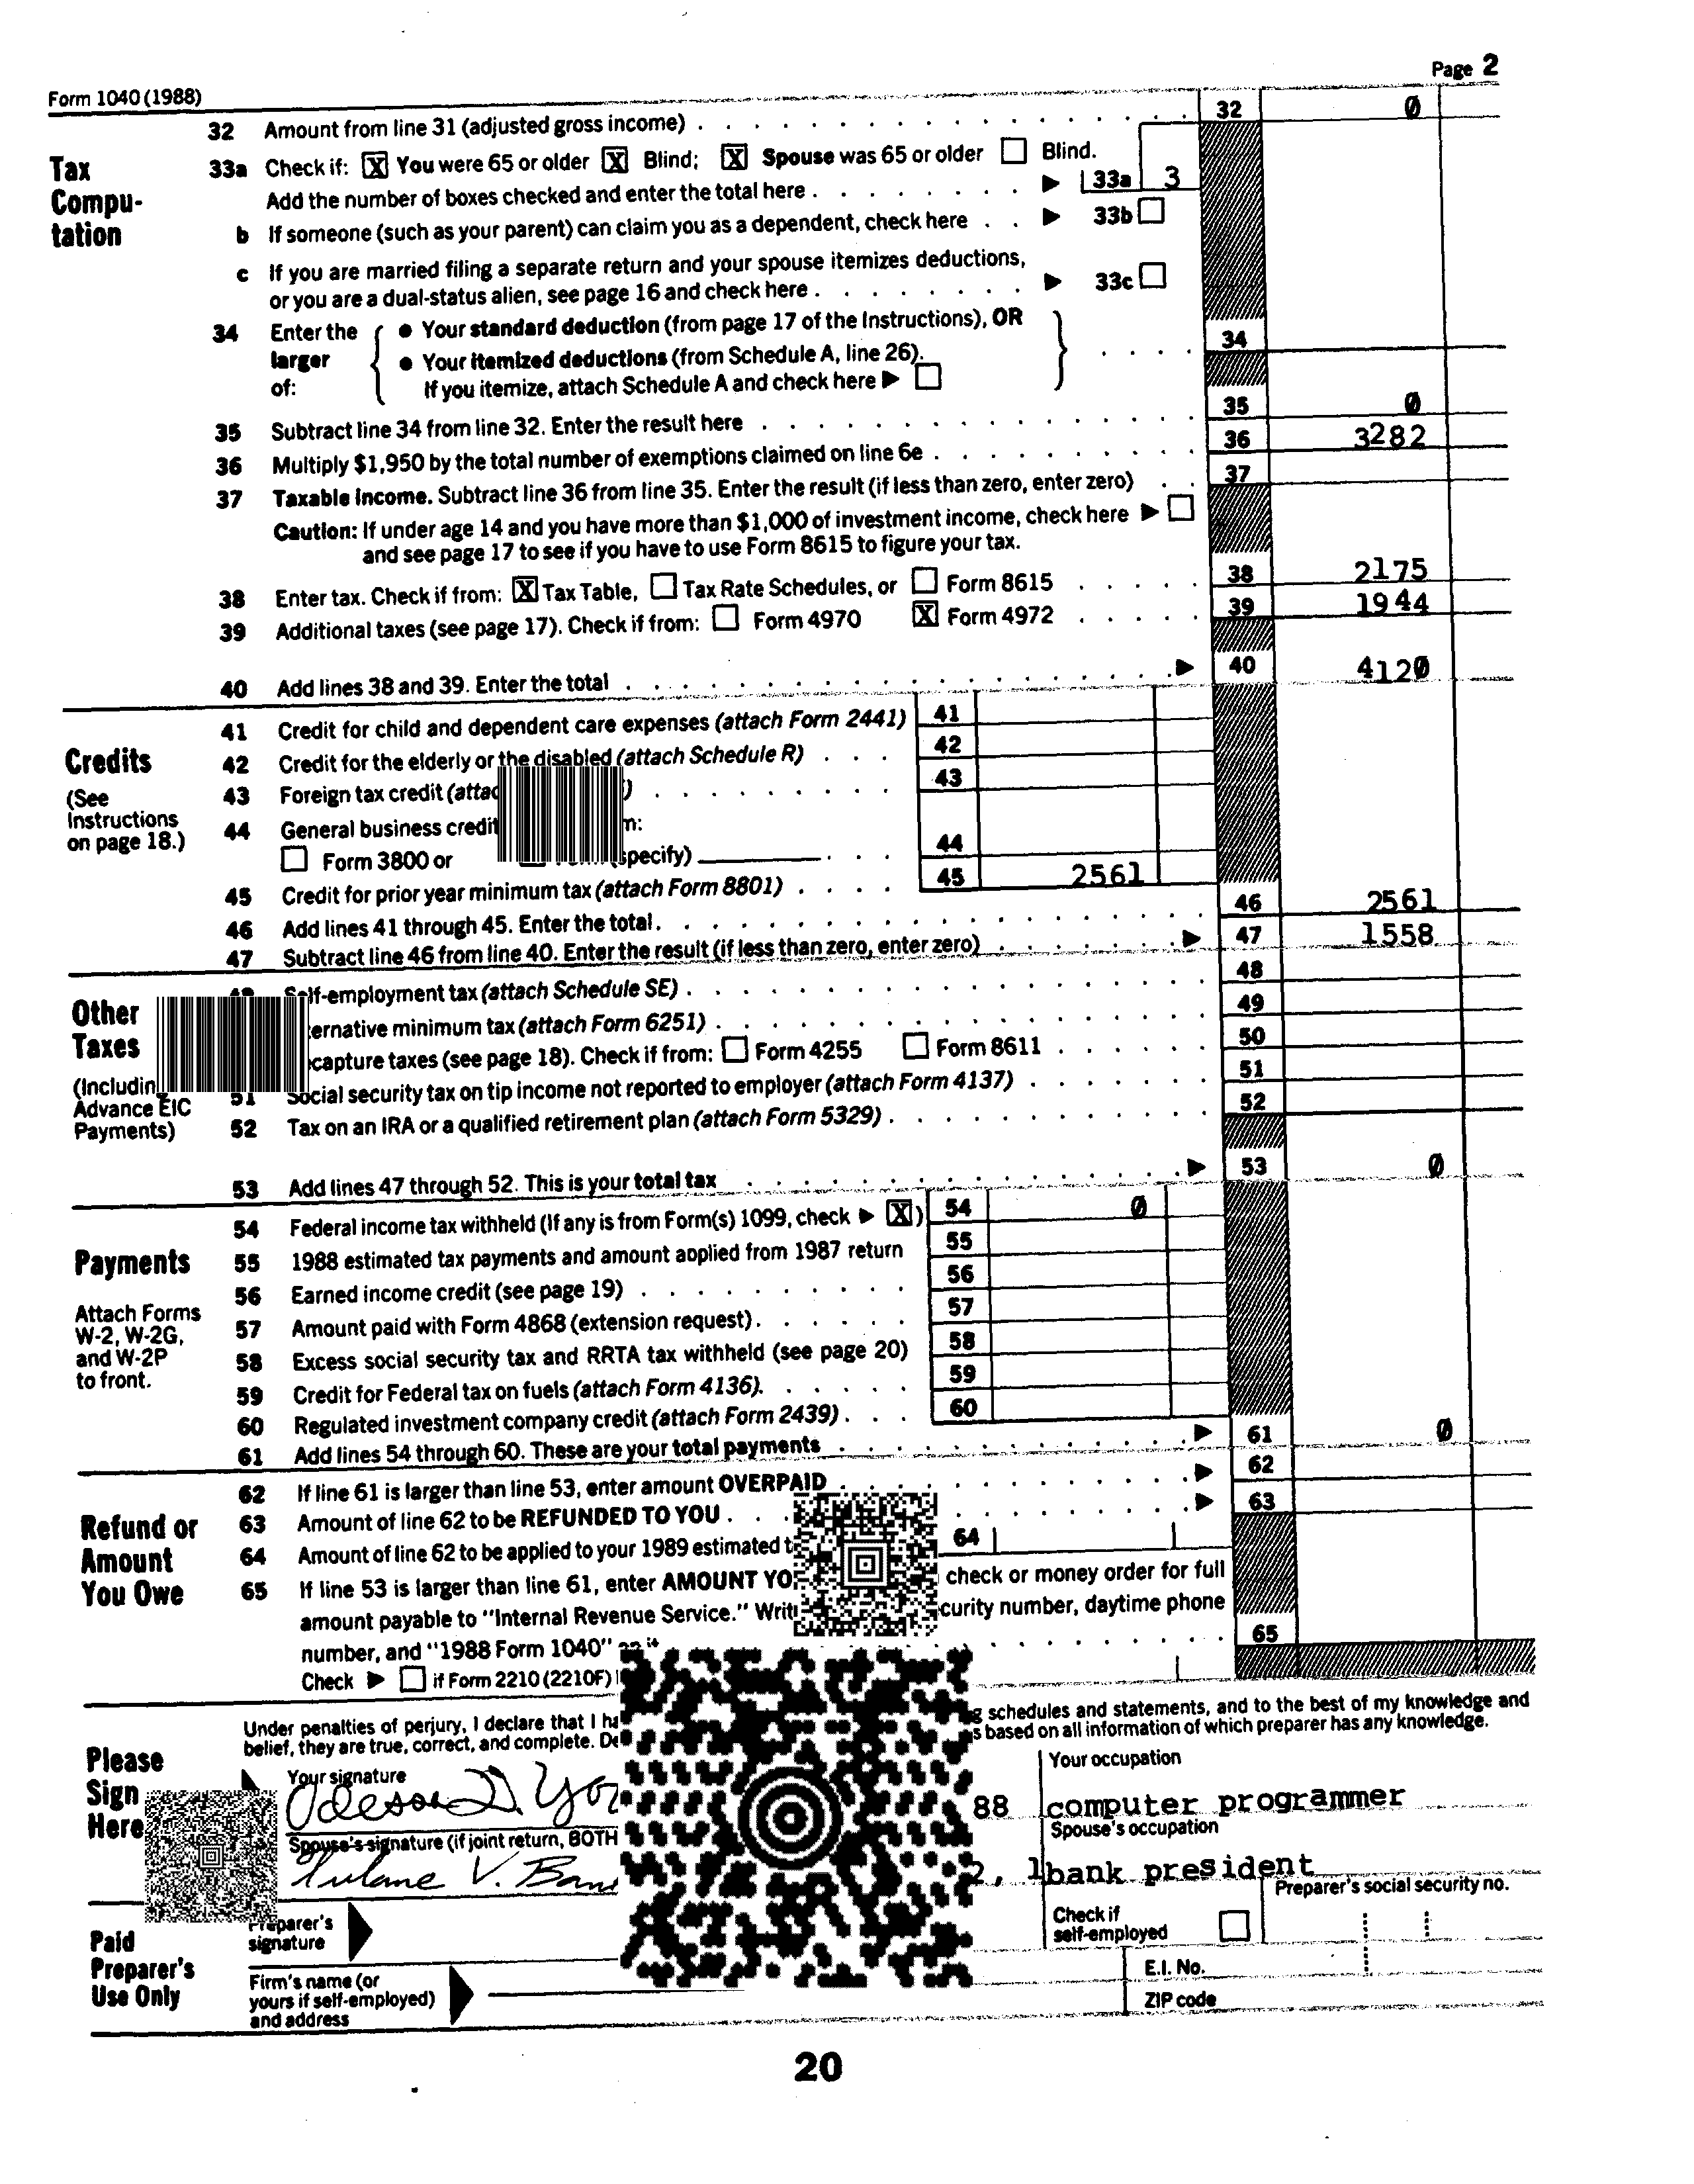 Form 1040 (1988)
Page 2
Tax Compu-
tation
32 Amount from line 31 (adjusted gross income) 32 0
33a Check if: X You were 65 or older X Blind; X Spouse was 65 or older Blind.
Add the number of boxes checked and enter the total here 33a 3
b If someone (such as your parent) can claim you as a dependent, check here 33b
c If you are married filing a separate return and your spouse itemizes deductions,
or you are a dual-status alien, see page 16 and check here 33c
34 Enter the larger of: • Your standard deduction (from page 17 of the Instructions), OR
• Your itemized deductions (from Schedule A, line 26).
If you itemize, attach Schedule A and check here 34
35 Subtract line 34 from line 32. Enter the result here 35 0
36 Multiply $1,950 by the total number of exemptions claimed on line 6e 36 3282
37 Taxable income. Subtract line 36 from line 35. Enter the result (if less than zero, enter zero) 37
Caution: If under age 14 and you have more than $1,000 of investment income, check here
and see page 17 to see if you have to use Form 8615 to figure your tax.
38 Enter tax. Check if from: X Tax Table, Tax Rate Schedules, or Form 8615 38 2175
39 Additional taxes (see page 17). Check if from: Form 4970 X Form 4972 39 1944
40 Add lines 38 and 39. Enter the total 40 4120
Credits
(See Instructions on page 18.)
41 Credit for child and dependent care expenses (attach Form 2441) 41
42 Credit for the elderly or the disabled (attach Schedule R) 42
43 Foreign tax credit 43
44 General business credit
Form 3800 or (specify) 44
45 Credit for prior year minimum tax (attach Form 8801) 45 2561
46 Add lines 41 through 45. Enter the total. 46 2561
47 Subtract line 46 from line 40. Enter the result (if less than zero, enter zero) 47 1558
Other Taxes
(Including Advance EIC Payments)
Self-employment tax (attach Schedule SE) 48
minimum tax (attach Form 6251) 49
taxes (see page 18). Check if from: Form 4255 Form 8611 50
51 Social security tax on tip income not reported to employer (attach Form 4137) 51
52 Tax on an IRA or a qualified retirement plan (attach Form 5329) 52
53 Add lines 47 through 52. This is your total tax 53 0
Payments
Attach Forms W-2, W-2G, and W-2P to front.
54 Federal income tax withheld (If any is from Form(s) 1099, check X) 54 0
55 1988 estimated tax payments and amount applied from 1987 return 55
56 Earned income credit (see page 19) 56
57 Amount paid with Form 4868 (extension request) 57
58 Excess social security tax and RRTA tax withheld (see page 20) 58
59 Credit for Federal tax on fuels (attach Form 4136) 59
60 Regulated investment company credit (attach Form 2439) 60
61 Add lines 54 through 60. These are your total payments 61 0
Refund or Amount You Owe
62 If line 61 is larger than line 53, enter amount OVERPAID 62
63 Amount of line 62 to be REFUNDED TO YOU 63
64 Amount of line 62 to be applied to your 1989 estimated 64
65 If line 53 is larger than line 61, enter AMOUNT check or money order for full
amount payable to "Internal Revenue Service." number, daytime phone
number, and "1988 Form 1040" 65
Check if Form 2210 (2210F)
Please Sign Here
Under penalties of perjury, I declare that I schedules and statements, and to the best of my knowledge and
belief, they are true, correct, and complete. based on all information of which preparer has any knowledge.
Your signature
88
Your occupation
computer programmer
Spouse's signature (if joint return, BOTH
Spouse's occupation
bank president
Paid Preparer's Use Only
Preparer's signature
Check if self-employed
Preparer's social security no.
Firm's name (or yours if self-employed) and address
E.I. No.
ZIP code
20